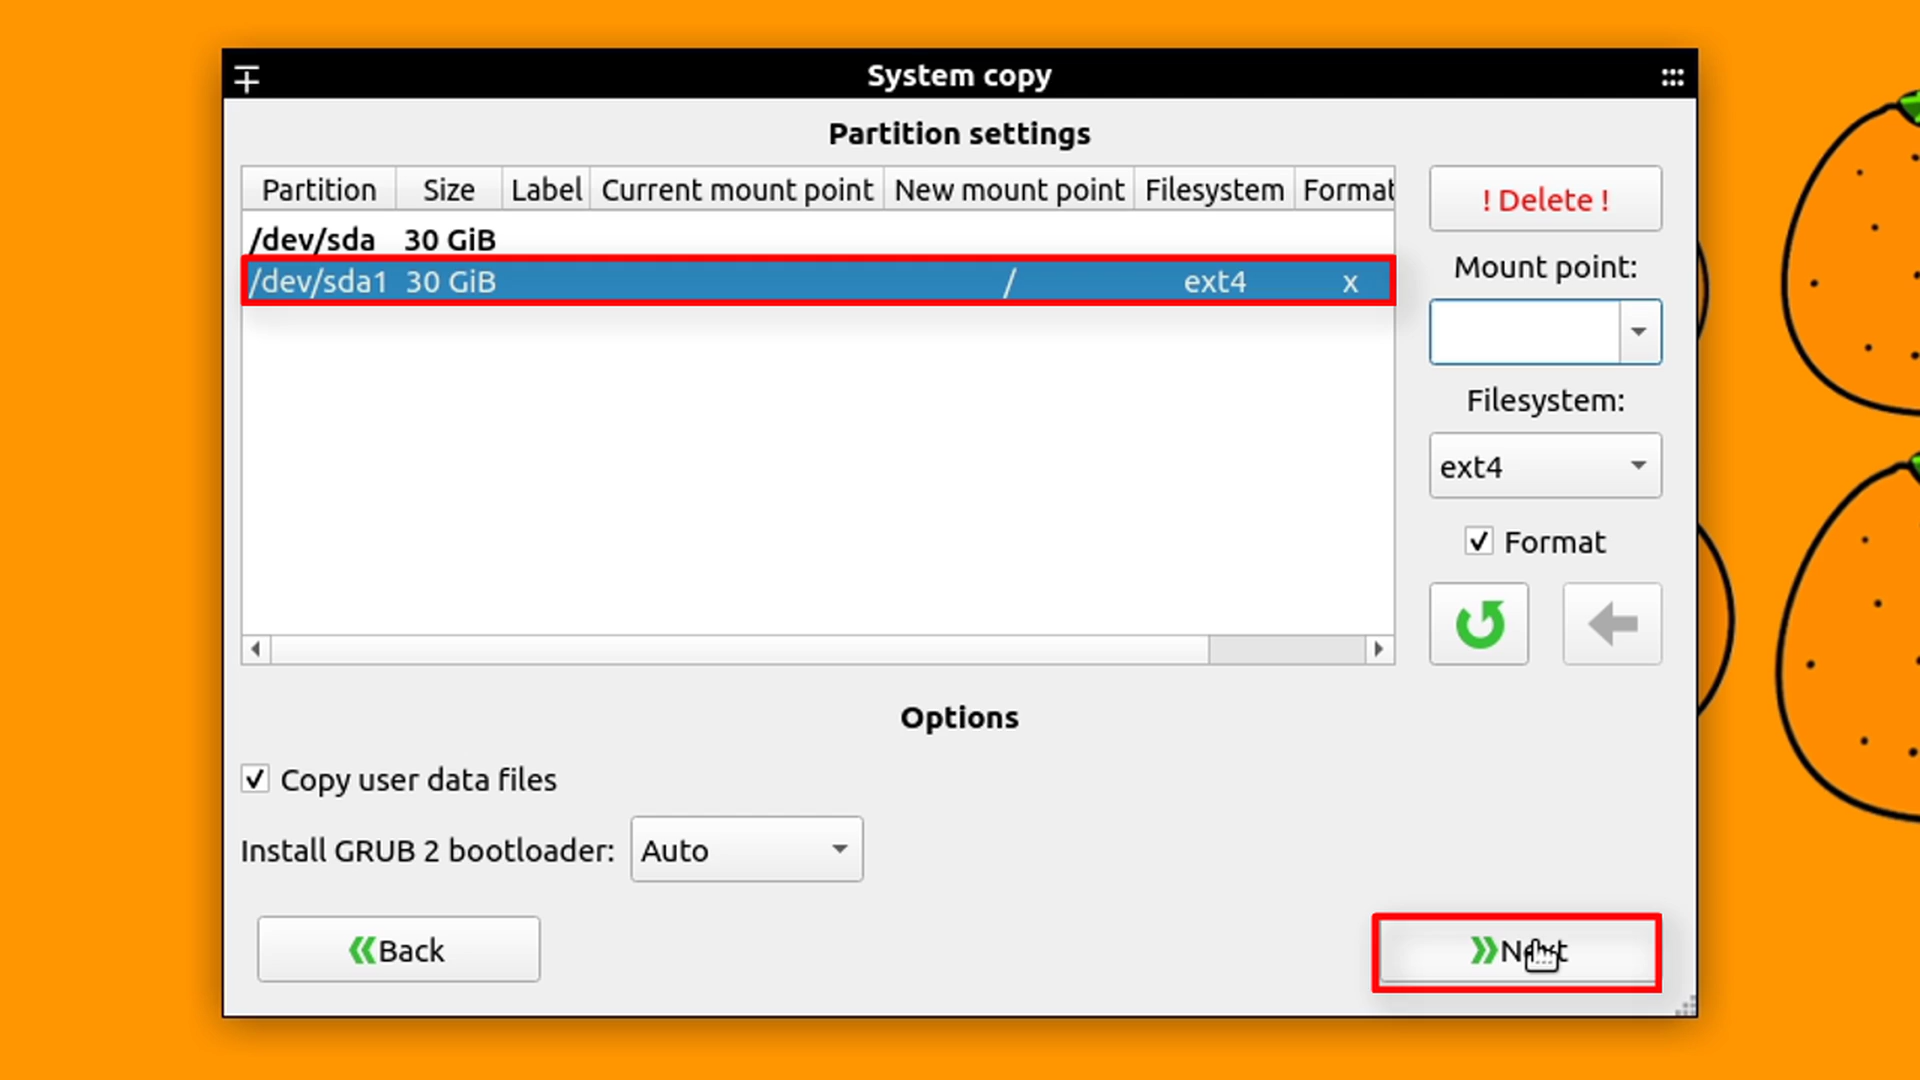 System copy
Partition settings
Partition Size Label Current mount point New mount point Filesystem Format
/dev/sda 30 GiB
/dev/sda1 30 GiB / ext4 x
! Delete !
Mount point:
Filesystem:
ext4
Format
Options
Copy user data files
Install GRUB 2 bootloader: Auto
Back
Next